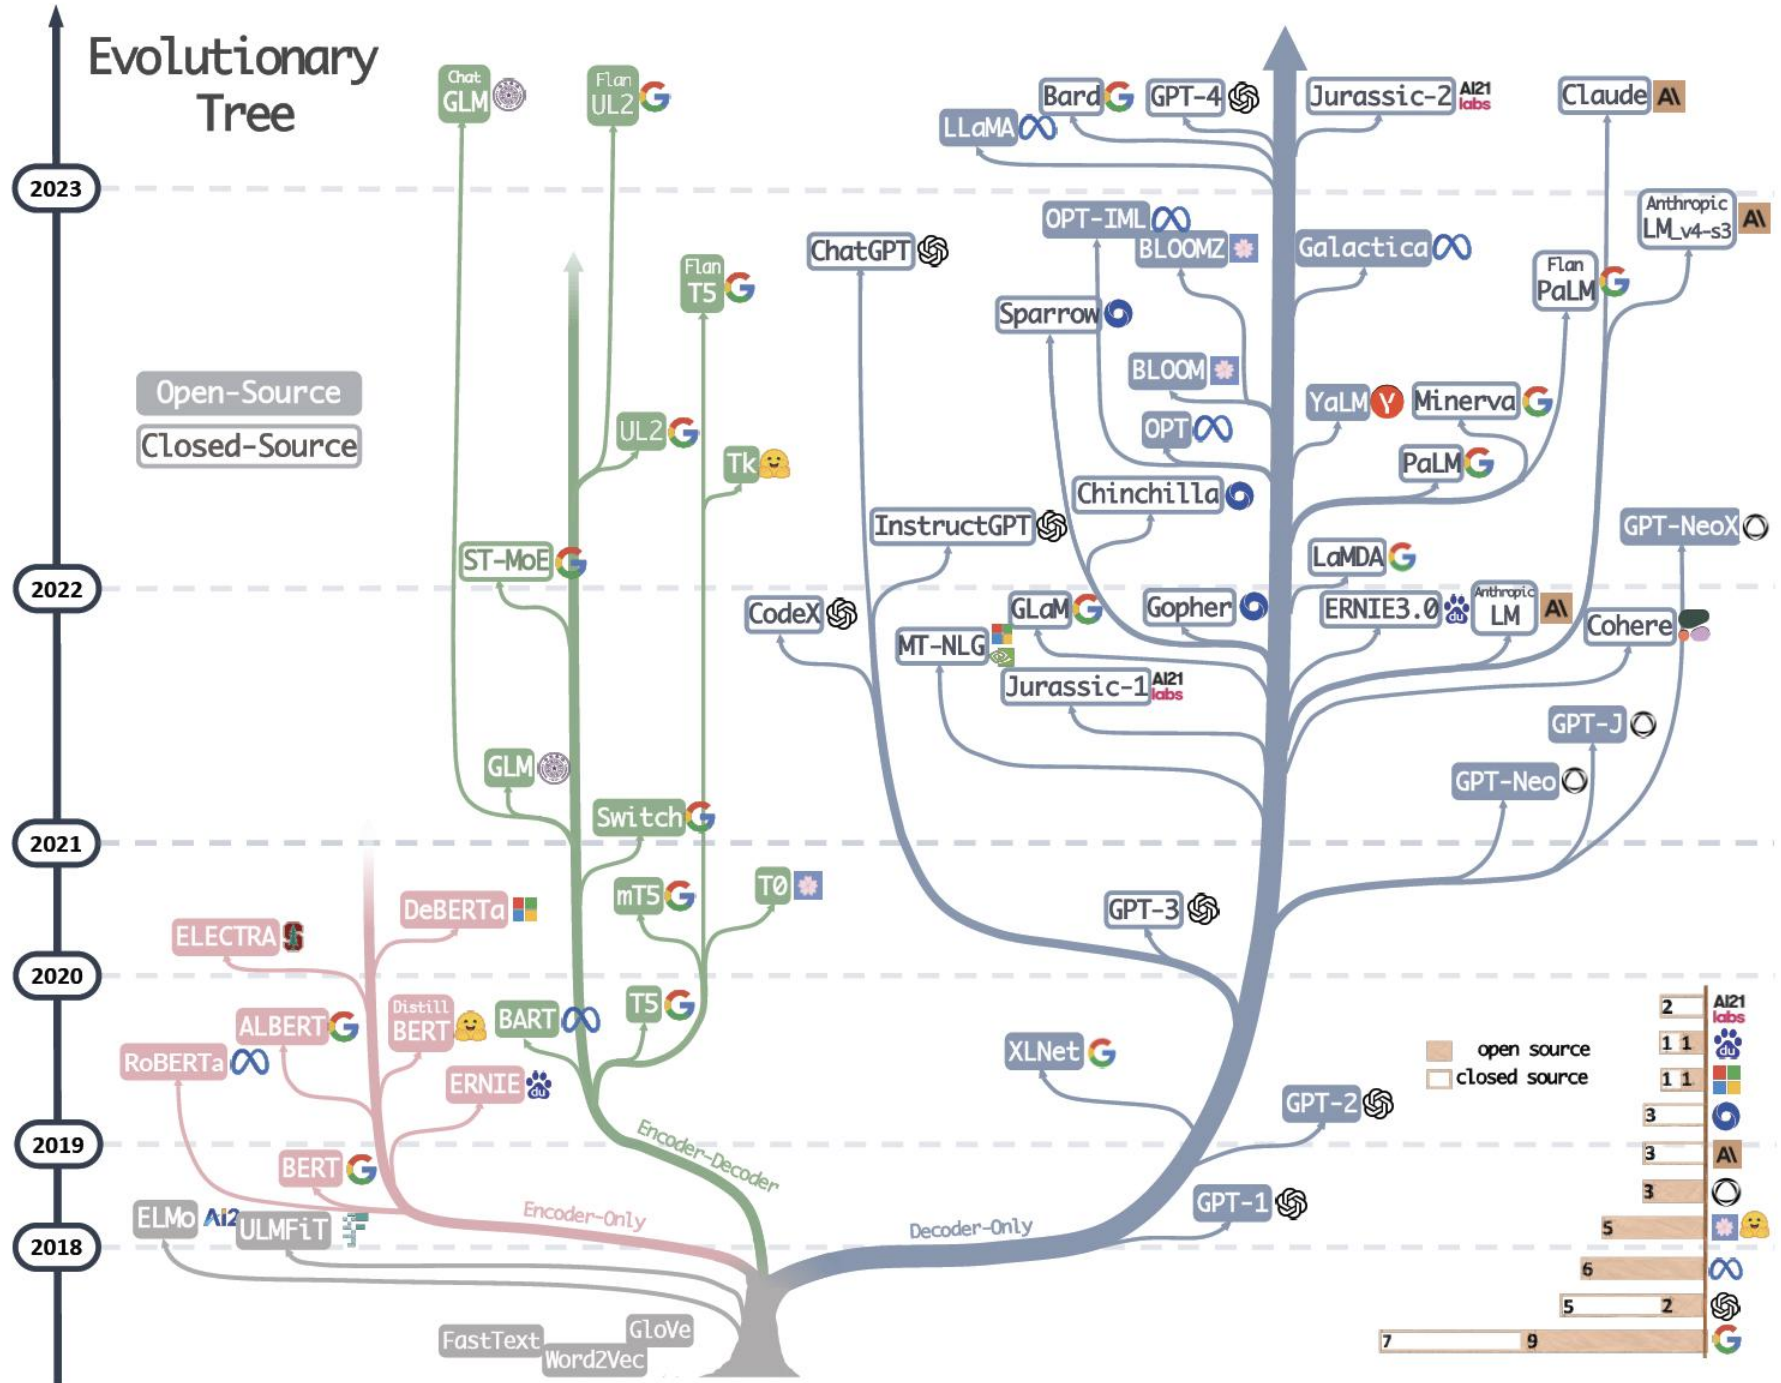 Evolutionary
Tree
Chat
GLM
Flan
UL2
Bard
GPT-4
Jurassic-2
AI21
labs
Claude
A\
LLaMA
2023
Anthropic
LM_v4-s3
A\
OPT-IML
BLOOMZ
Galactica
ChatGPT
Flan
T5
Flan
PaLM
Sparrow
Open-Source
Closed-Source
BLOOM
YaLM
Y
Minerva
UL2
OPT
Tk
PaLM
Chinchilla
InstructGPT
GPT-NeoX
ST-MoE
LaMDA
2022
CodeX
GLaM
Gopher
ERNIE3.0
du
Anthropic
LM
A\
Cohere
MT-NLG
Jurassic-1
AI21
labs
GPT-J
GLM
GPT-Neo
Switch
2021
mT5
T0
DeBERTa
ELECTRA
S
GPT-3
2020
Distill
BERT
BART
T5
ALBERT
RoBERTa
ERNIE
du
XLNet
GPT-2
2019
Encoder-Decoder
BERT
Encoder-Only
Decoder-Only
GPT-1
ELMo
Ai2
ULMFiT
2018
FastText
Word2Vec
GloVe
open source
closed source
2
AI21
labs
1 1
du
1 1
3
3
A\
3
5
6
5 2
7 9